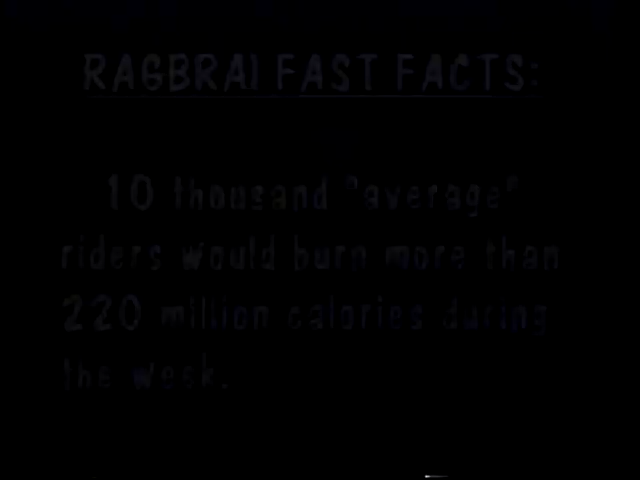 RAGBRAI FAST FACTS:
10 thousand "average"
riders would burn more than
220 million calories during
the week.